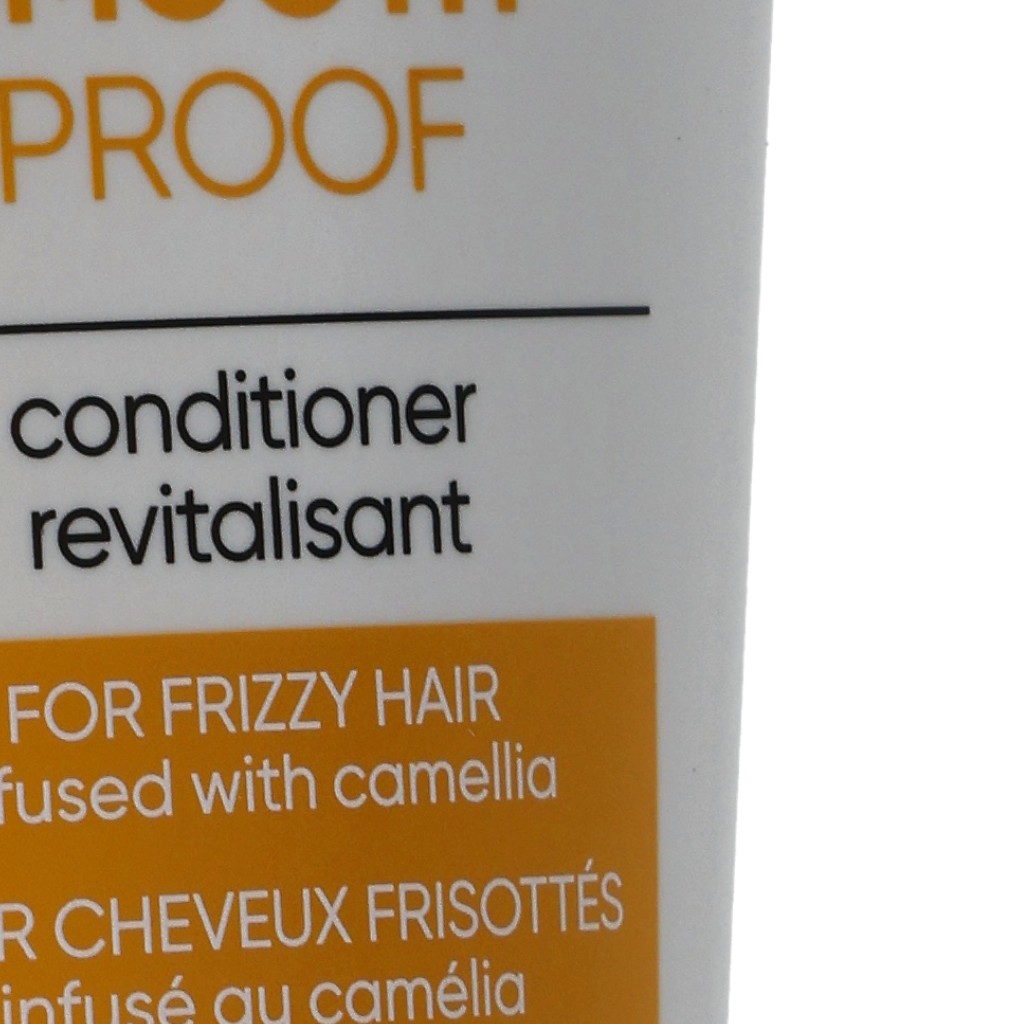 PROOF
conditioner
revitalisant
FOR FRIZZY HAIR
fused with camellia
R CHEVEUX FRISOTTÉS
infusé au camélia